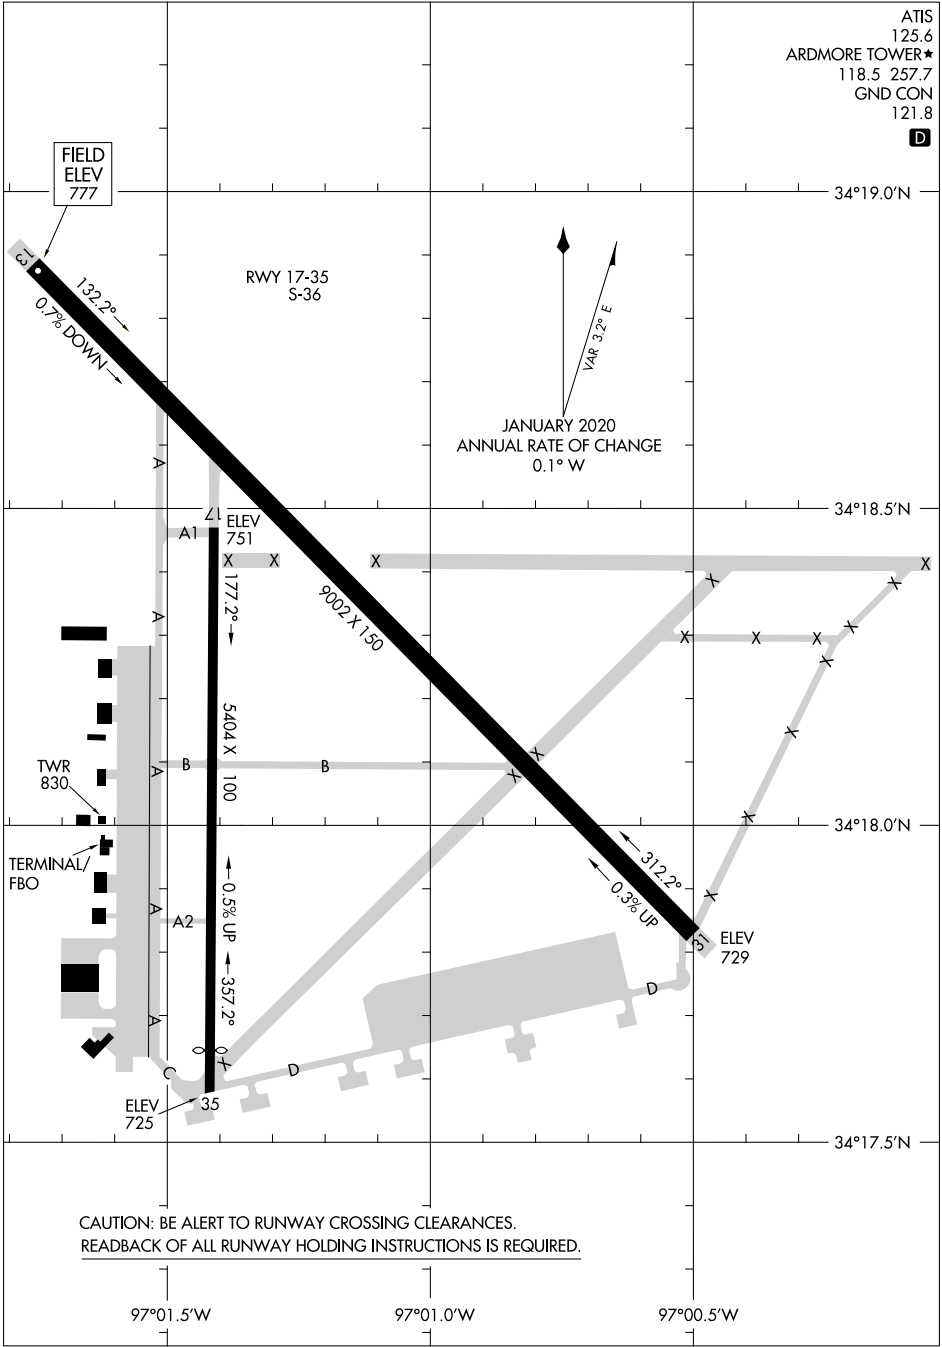 ATIS
125.6
ARDMORE TOWER★
118.5 257.7
GND CON
121.8
D
FIELD
ELEV
777
34°19.0'N
13
132.2°
0.7% DOWN
RWY 17-35
S-36
VAR 3.2° E
JANUARY 2020
ANNUAL RATE OF CHANGE
0.1° W
A
34°18.5'N
17
ELEV
751
A1
X
X
X
X
177.2°
9002 X 150
X
X
A
X
X
X
X
X
5404 X 100
X
B
B
A
X
X
TWR
830
X
34°18.0'N
TERMINAL/
FBO
312.2°
0.3% UP
0.5% UP
X
A
A2
31
ELEV
729
357.2°
D
A
X
C
D
ELEV
725
35
34°17.5'N
CAUTION: BE ALERT TO RUNWAY CROSSING CLEARANCES.
READBACK OF ALL RUNWAY HOLDING INSTRUCTIONS IS REQUIRED.
97°01.5'W
97°01.0'W
97°00.5'W